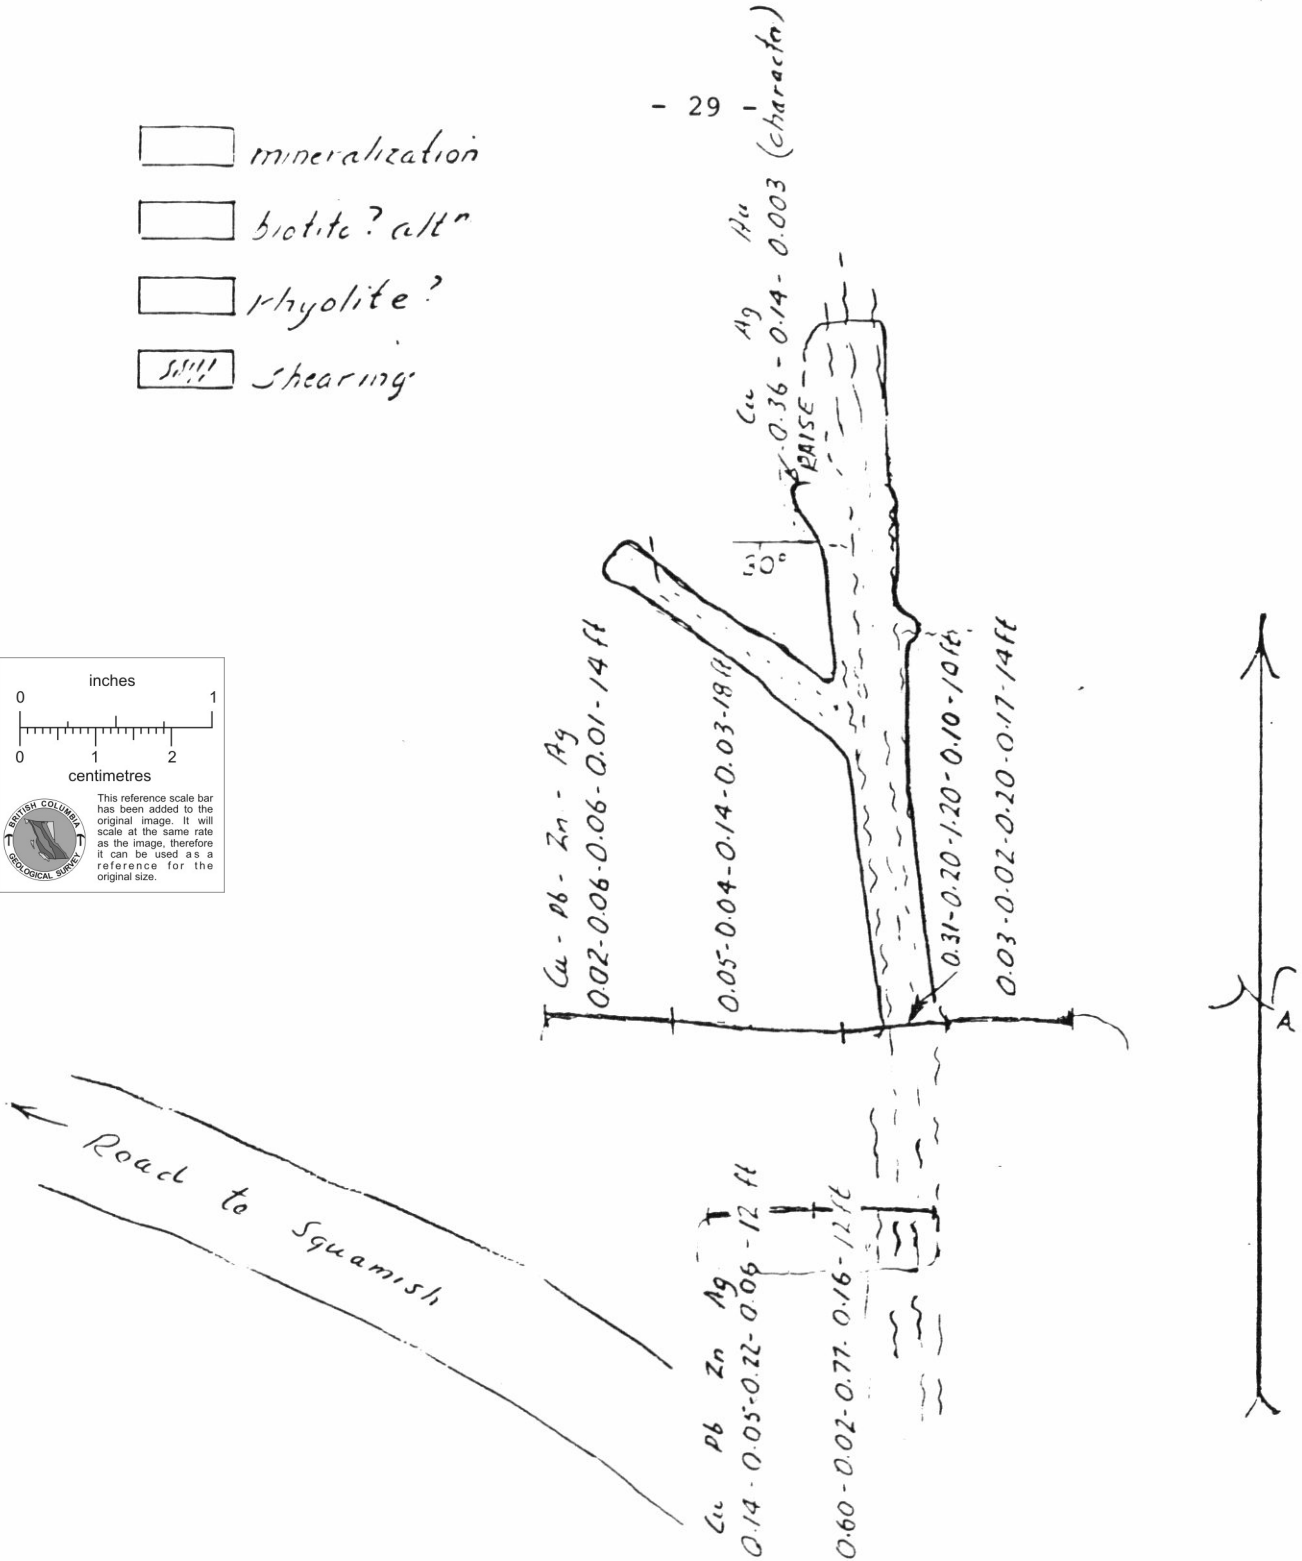 - 29 -
mineralization
biotite? altⁿ
rhyolite?
shearing
Cu Ag Au
0.36 - 0.14 - 0.003 (character)
RAISE
30°
inches
0 1
0 1 2
centimetres
BRITISH COLUMBIA
GEOLOGICAL SURVEY
This reference scale bar
has been added to the
original image. It will
scale at the same rate
as the image, therefore
it can be used as a
reference for the
original size.
Cu - Pb - Zn - Ag
0.02-0.06-0.06-0.01-14 ft
0.05-0.04-0.14-0.03-18 ft
0.31-0.20-1.20-0.10-10 ft
0.03-0.02-0.20-0.17-14 ft
A
Road to Squamish
Cu Pb Zn Ag
0.14-0.05-0.22-0.06-12 ft
0.60-0.02-0.77-0.16-12 ft